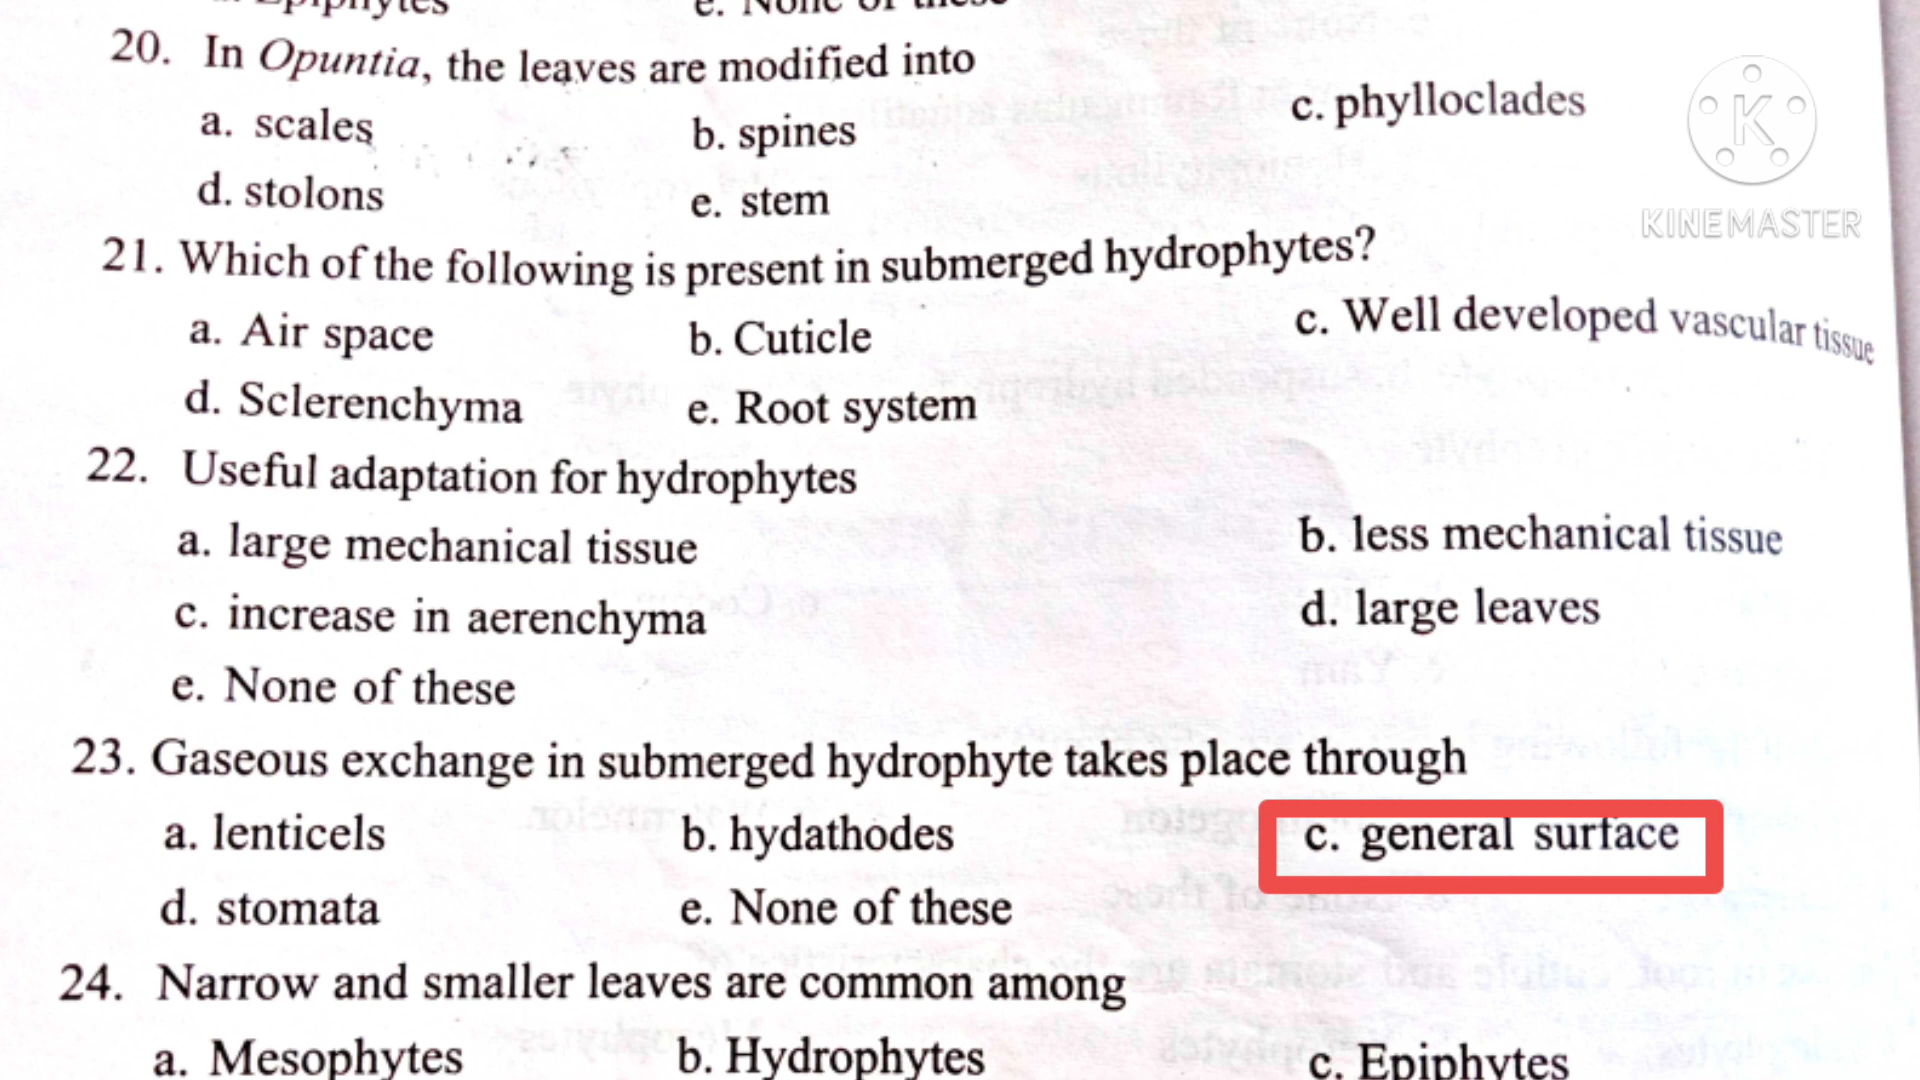 Epiphytes e. None of these
20. In Opuntia, the leaves are modified into
a. scales b. spines c. phylloclades
d. stolons e. stem
KINEMASTER
21. Which of the following is present in submerged hydrophytes?
a. Air space b. Cuticle c. Well developed vascular tissue
d. Sclerenchyma e. Root system
22. Useful adaptation for hydrophytes
a. large mechanical tissue b. less mechanical tissue
c. increase in aerenchyma d. large leaves
e. None of these
23. Gaseous exchange in submerged hydrophyte takes place through
a. lenticels b. hydathodes c. general surface
d. stomata e. None of these
24. Narrow and smaller leaves are common among
a. Mesophytes b. Hydrophytes c. Epiphytes